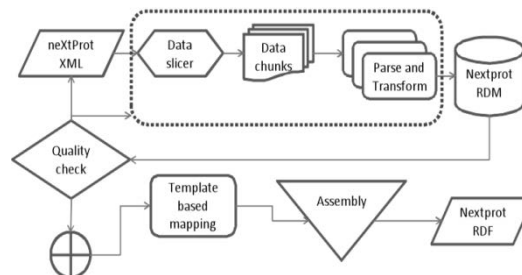 neXtProt
XML
Data
slicer
Data
chunks
Parse and
Transform
Nextprot
RDM
Quality
check
Template
based
mapping
Assembly
Nextprot
RDF